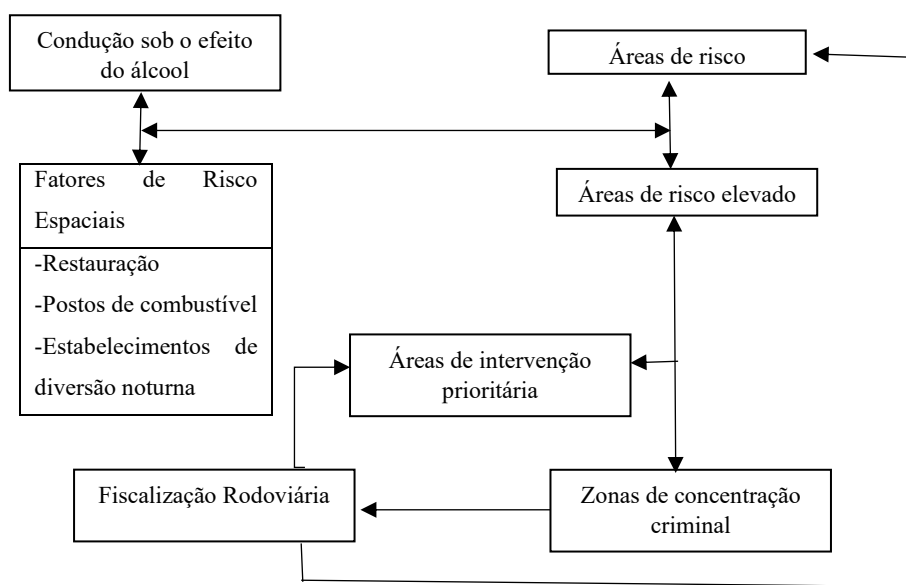 Condução sob o efeito
do álcool
Áreas de risco
Fatores de Risco
Espaciais
-Restauração
-Postos de combustível
-Estabelecimentos de
diversão noturna
Áreas de risco elevado
Áreas de intervenção
prioritária
Fiscalização Rodoviária
Zonas de concentração
criminal